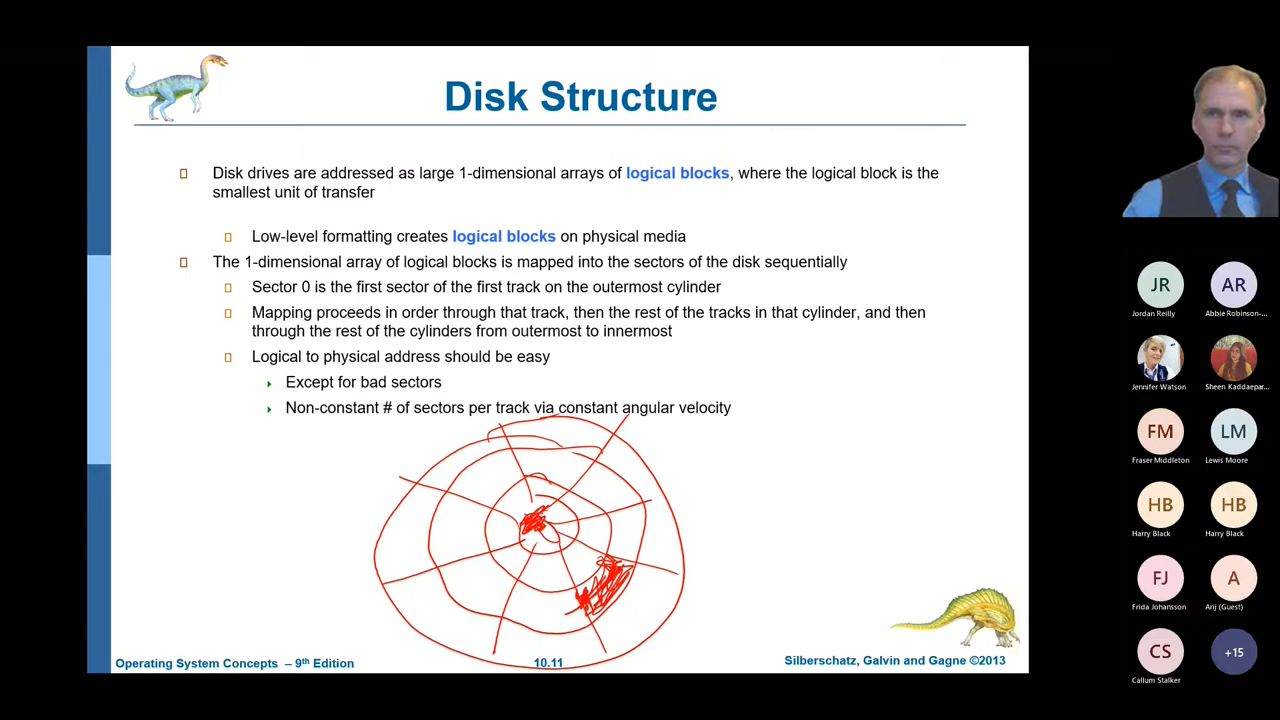 Disk Structure
Disk drives are addressed as large 1-dimensional arrays of logical blocks, where the logical block is the
smallest unit of transfer
Low-level formatting creates logical blocks on physical media
The 1-dimensional array of logical blocks is mapped into the sectors of the disk sequentially
Sector 0 is the first sector of the first track on the outermost cylinder
Mapping proceeds in order through that track, then the rest of the tracks in that cylinder, and then
through the rest of the cylinders from outermost to innermost
Logical to physical address should be easy
Except for bad sectors
Non-constant # of sectors per track via constant angular velocity
Operating System Concepts – 9th Edition
10.11
Silberschatz, Galvin and Gagne ©2013
JR
AR
Jordan Reilly
Abbie Robinson-...
Jennifer Watson
Sheen Kaddaepar...
FM
LM
Fraser Middleton
Lewis Moore
HB
HB
Harry Black
Harry Black
FJ
A
Frida Johansson
Arij (Guest)
CS
+15
Callum Stalker